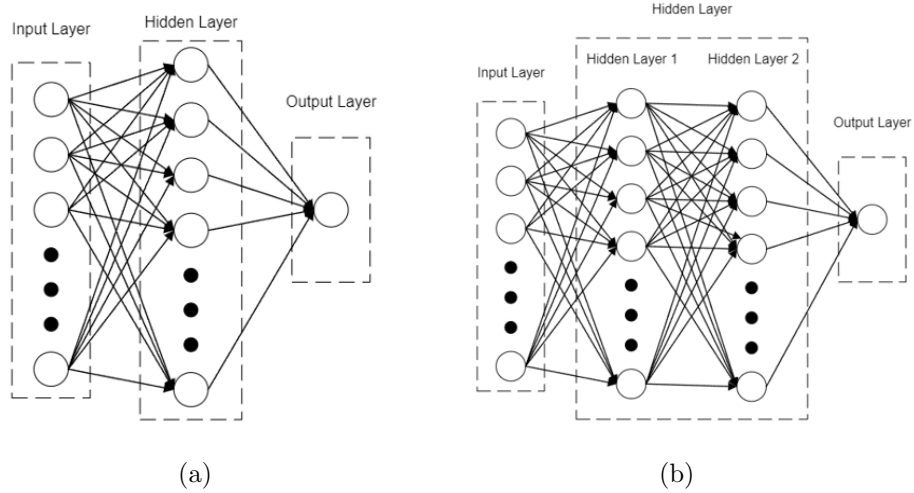 Input Layer
Hidden Layer
Output Layer
(a)
Hidden Layer
Input Layer
Hidden Layer 1
Hidden Layer 2
Output Layer
(b)